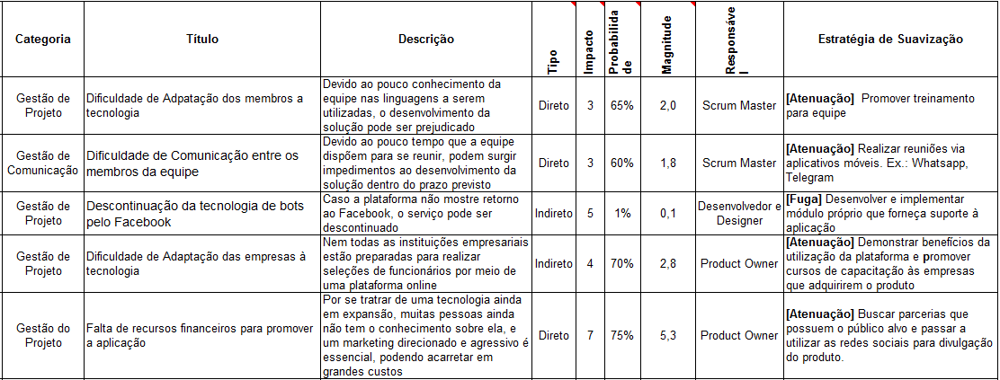 Categoria
Título
Descrição
Tipo
Impacto
Probabilida
de
Magnitude
Responsáve
l
Estratégia de Suavização
Gestão de
Projeto
Dificuldade de Adpatação dos membros a
tecnologia
Devido ao pouco conhecimento da
equipe nas linguagens a serem
utilizadas, o desenvolvimento da
solução pode ser prejudicado
Direto
3
65%
2,0
Scrum Master
[Atenuação] Promover treinamento
para equipe
Gestão de
Comunicação
Dificuldade de Comunicação entre os
membros da equipe
Devido ao pouco tempo que a equipe
dispõem para se reunir, podem surgir
impedimentos ao desenvolvimento da
solução dentro do prazo previsto
Direto
3
60%
1,8
Scrum Master
[Atenuação] Realizar reuniões via
aplicativos móveis. Ex.: Whatsapp,
Telegram
Gestão de
Projeto
Descontinuação da tecnologia de bots
pelo Facebook
Caso a plataforma não mostre retorno
ao Facebook, o serviço pode ser
descontinuado
Indireto
5
1%
0,1
Desenvolvedor e
Designer
[Fuga] Desenvolver e implementar
módulo próprio que forneça suporte à
aplicação
Gestão de
Projeto
Dificuldade de Adaptação das empresas à
tecnologia
Nem todas as instituições empresariais
estão preparadas para realizar
seleções de funcionários por meio de
uma plataforma online
Indireto
4
70%
2,8
Product Owner
[Atenuação] Demonstrar benefícios da
utilização da plataforma e promover
cursos de capacitação às empresas
que adquirirem o produto
Gestão do
Projeto
Falta de recursos financeiros para promover
a aplicação
Por se tratrar de uma tecnologia ainda
em expansão, muitas pessoas ainda
não tem o conhecimento sobre ela, e
um marketing direcionado e agressivo é
essencial, podendo acarretar em
grandes custos
Direto
7
75%
5,3
Product Owner
[Atenuação] Buscar parcerias que
possuem o público alvo e passar a
utilizar as redes sociais para divulgação
do produto.